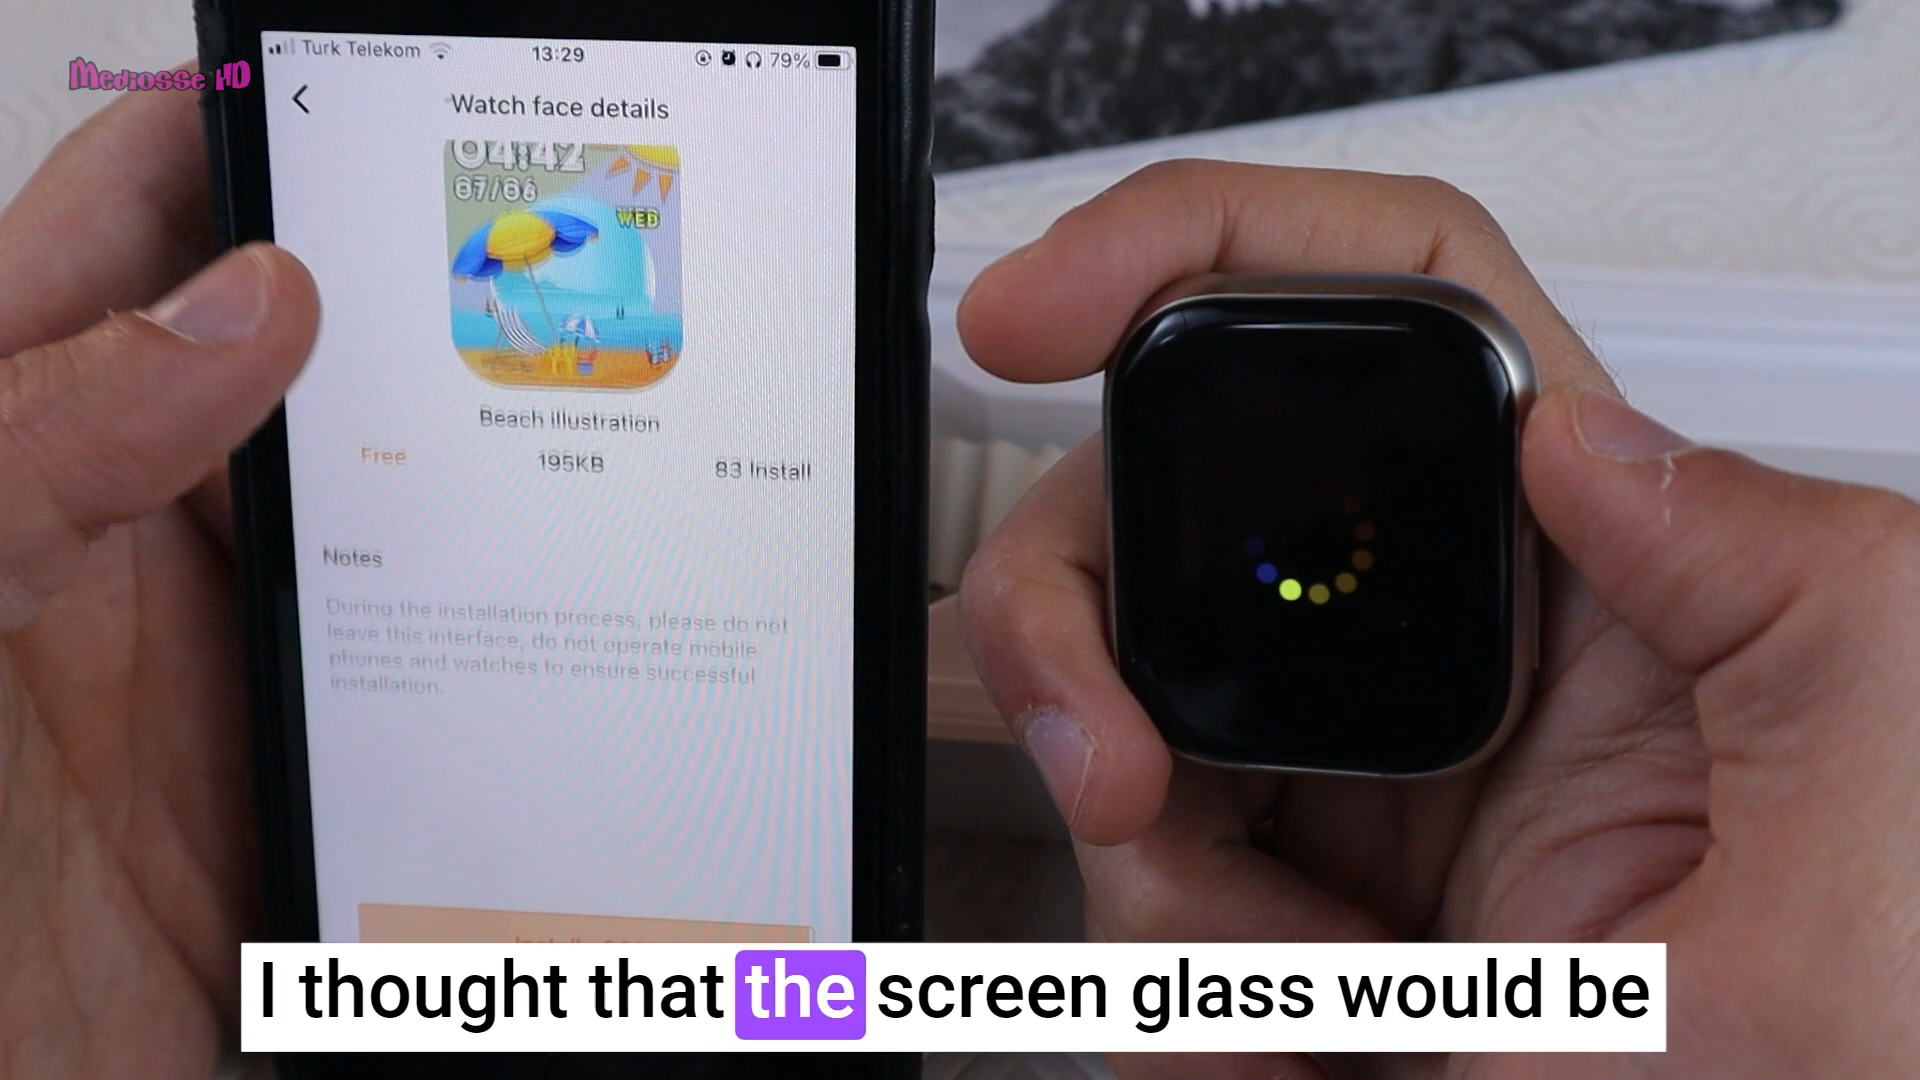 Mediosse HD
Turk Telekom 13:29 79%
Watch face details
04:42
WED
Beach illustration
Free 195KB 83 Install
Notes
During the installation process, please do not
leave this interface, do not operate mobile
phones and watches to ensure successful
installation.
I thought that the screen glass would be